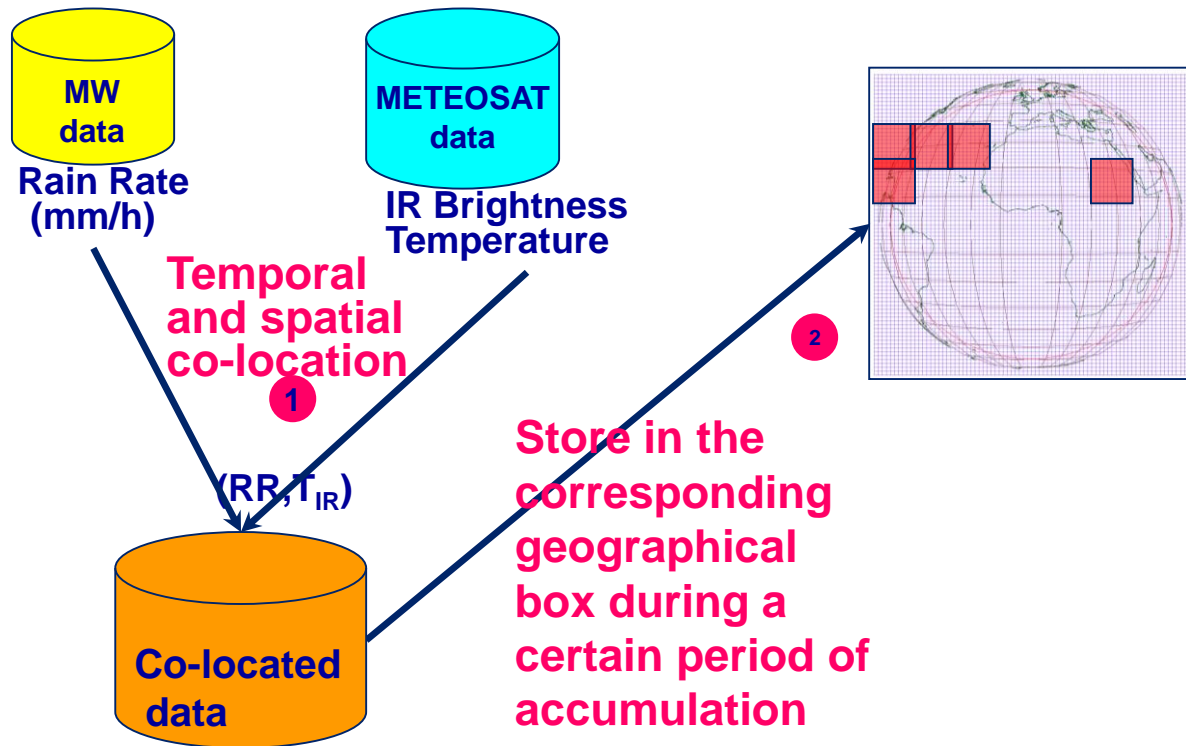 MW
data
Rain Rate
(mm/h)
METEOSAT
data
IR Brightness
Temperature
Temporal
and spatial
co-location
1
(RR,T_IR)
Co-located
data
2
Store in the
corresponding
geographical
box during a
certain period of
accumulation